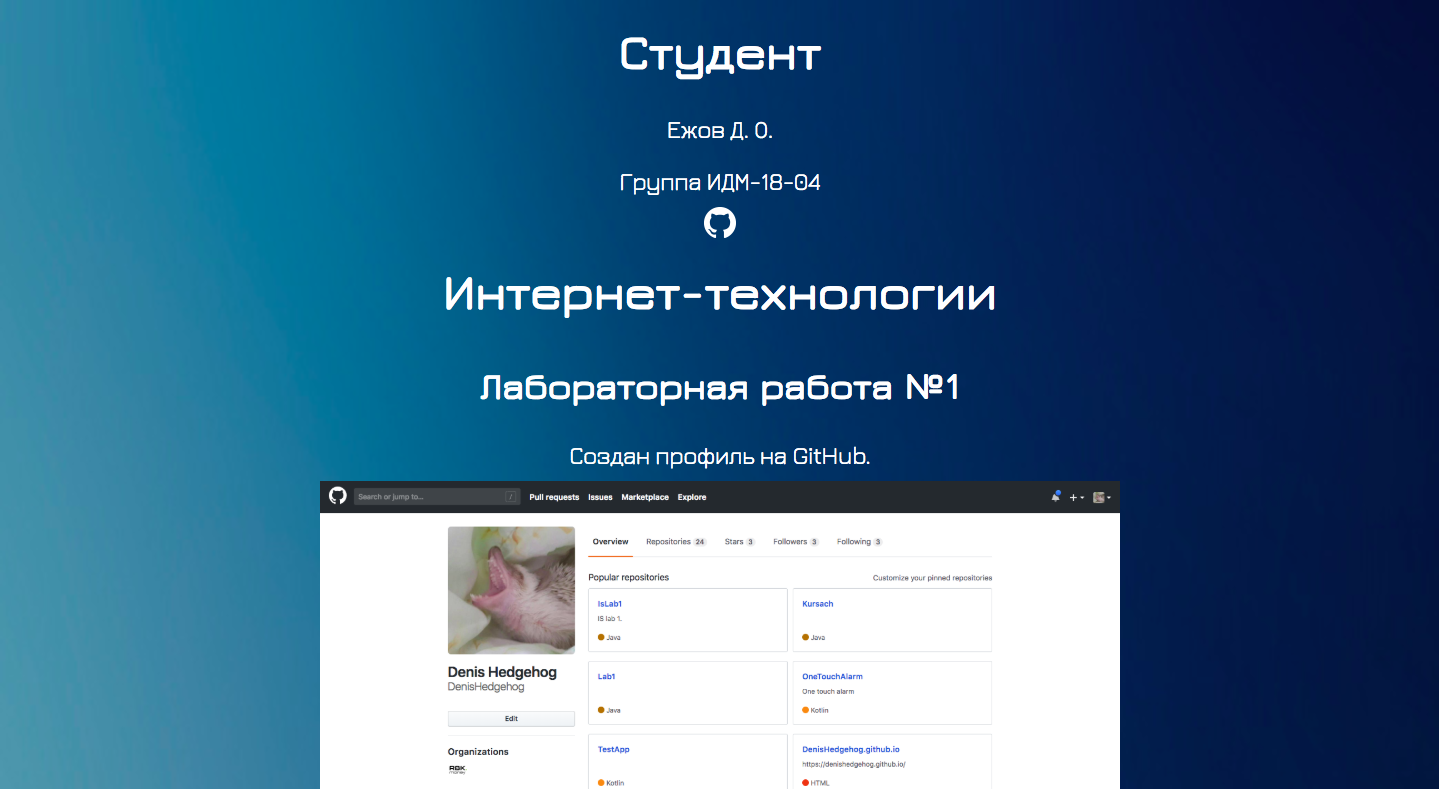 Студент
Ежов Д. О.
Группа ИДМ-18-04
Интернет-технологии
Лабораторная работа №1
Создан профиль на GitHub.
Search or jump to... / Pull requests Issues Marketplace Explore
Overview Repositories 24 Stars 3 Followers 3 Following 3
Popular repositories Customize your pinned repositories
IsLab1
IS lab 1.
Java
Kursach
Java
Denis Hedgehog
DenisHedgehog
Edit
Organizations
RBK.
money
Lab1
Java
OneTouchAlarm
One touch alarm
Kotlin
TestApp
Kotlin
DenisHedgehog.github.io
https://denishedgehog.github.io/
HTML